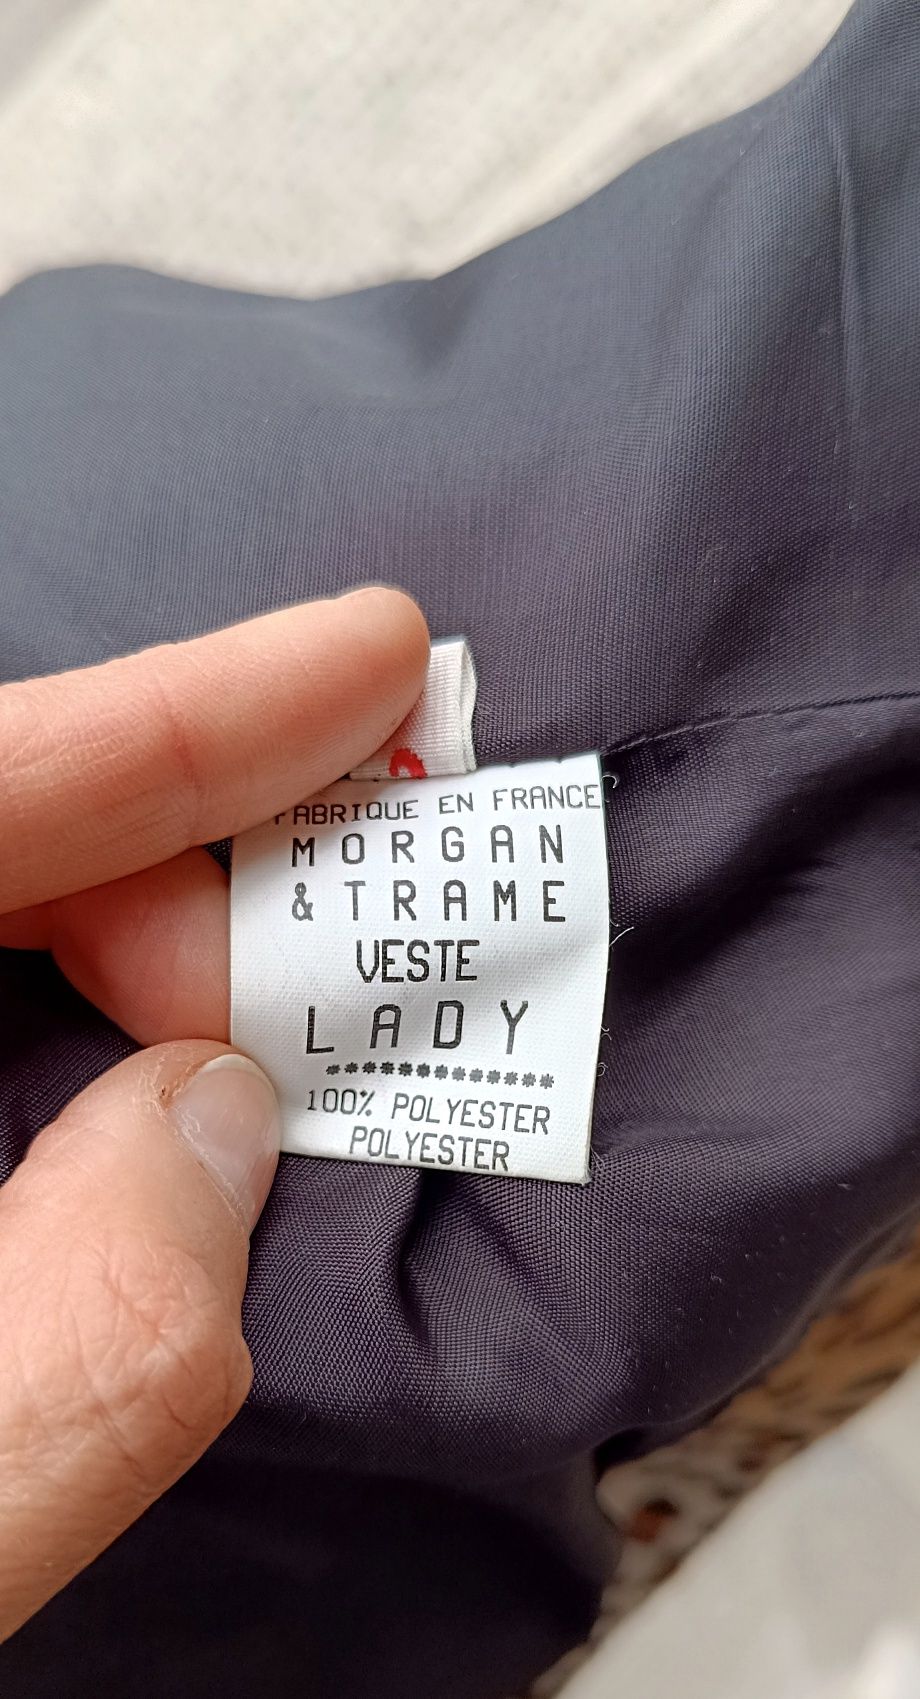 FABRIQUE EN FRANCE
MORGAN
& TRAME
VESTE
LADY
*************
100% POLYESTER
POLYESTER